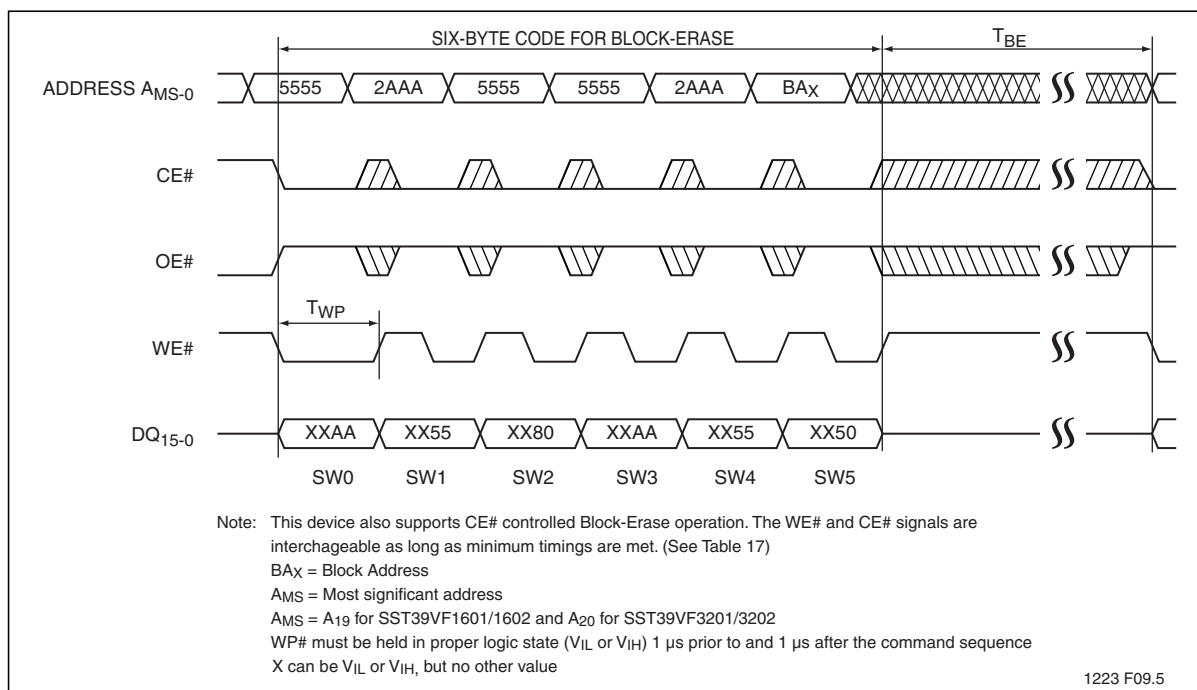 SIX-BYTE CODE FOR BLOCK-ERASE TBE
ADDRESS AMS-0 5555 2AAA 5555 5555 2AAA BAX
CE#
OE#
TWP
WE#
DQ15-0 XXAA XX55 XX80 XXAA XX55 XX50
SW0 SW1 SW2 SW3 SW4 SW5
Note: This device also supports CE# controlled Block-Erase operation. The WE# and CE# signals are
interchageable as long as minimum timings are met. (See Table 17)
BAX = Block Address
AMS = Most significant address
AMS = A19 for SST39VF1601/1602 and A20 for SST39VF3201/3202
WP# must be held in proper logic state (VIL or VIH) 1 µs prior to and 1 µs after the command sequence
X can be VIL or VIH, but no other value
1223 F09.5